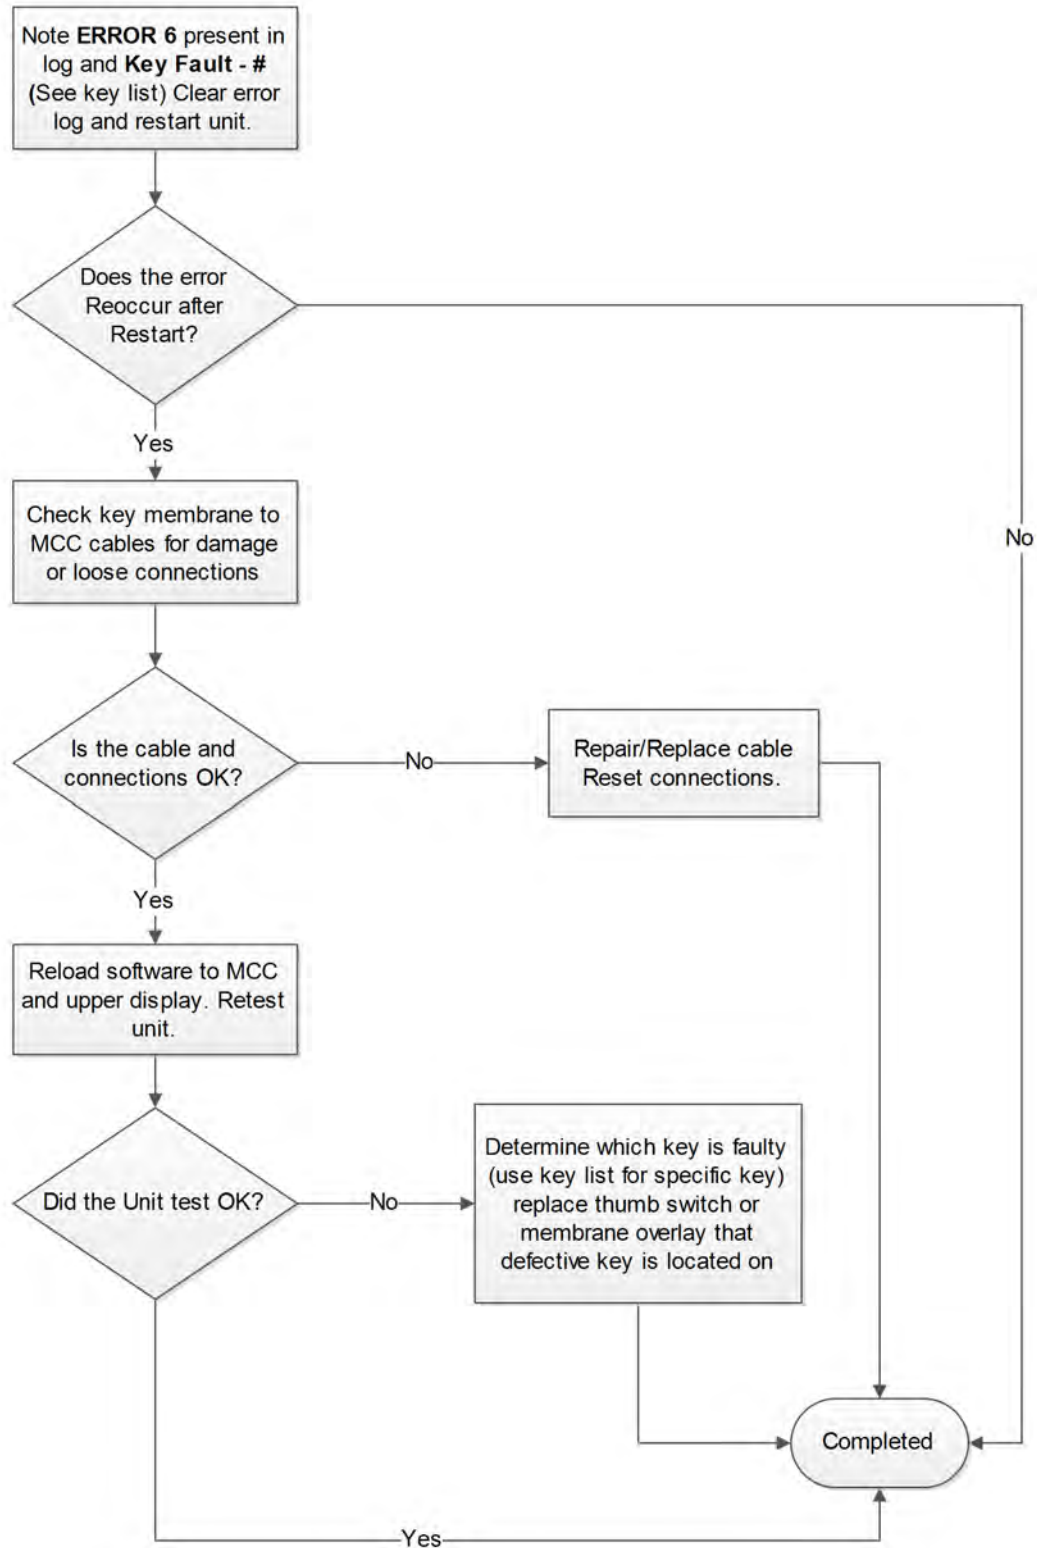 Note ERROR 6 present in
log and Key Fault - #
(See key list) Clear error
log and restart unit.
Does the error
Reoccur after
Restart?
Yes
No
Check key membrane to
MCC cables for damage
or loose connections
Is the cable and
connections OK?
No
Repair/Replace cable
Reset connections.
Yes
Reload software to MCC
and upper display. Retest
unit.
Did the Unit test OK?
No
Determine which key is faulty
(use key list for specific key)
replace thumb switch or
membrane overlay that
defective key is located on
Completed
Yes